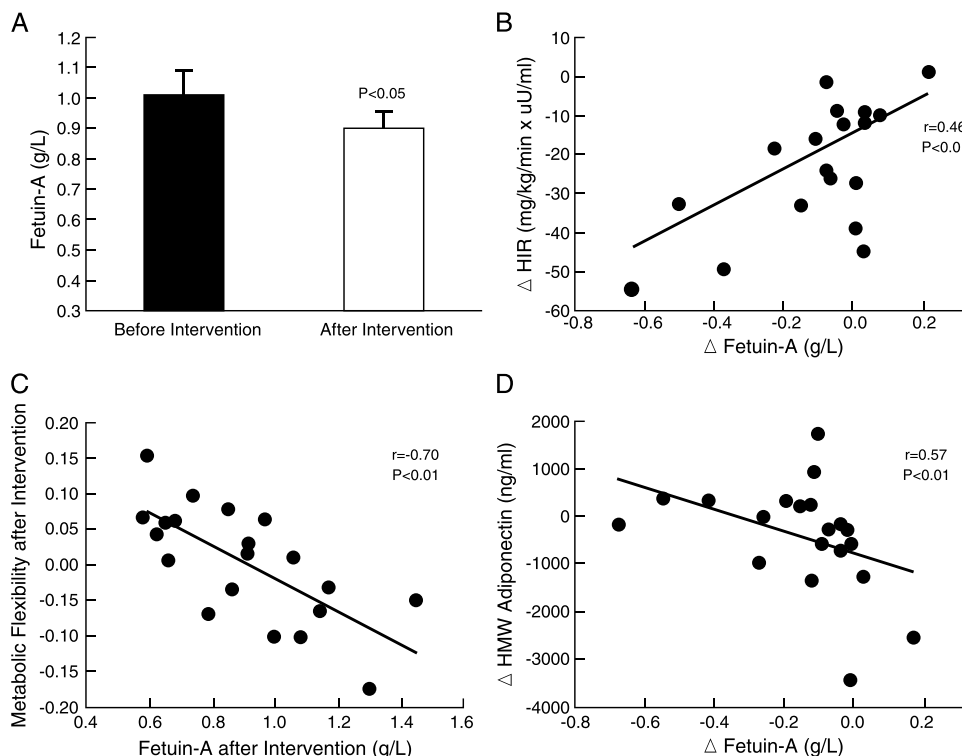 A
1.2
1.1
1.0
0.9
0.8
0.7
0.6
0.5
0.4
0.3
Fetuin-A (g/L)
P<0.05
Before Intervention
After Intervention
B
10
0
-10
-20
-30
-40
-50
-60
△ HIR (mg/kg/min x uU/ml)
r=0.46
P<0.0
-0.8
-0.6
-0.4
-0.2
0.0
0.2
△ Fetuin-A (g/L)
C
0.20
0.15
0.10
0.05
0.00
-0.05
-0.10
-0.15
-0.20
Metabolic Flexibility after Intervention
r=-0.70
P<0.01
0.4
0.6
0.8
1.0
1.2
1.4
1.6
Fetuin-A after Intervention (g/L)
D
2000
1000
0
-1000
-2000
-3000
-4000
△ HMW Adiponectin (ng/ml)
r=0.57
P<0.01
-0.8
-0.6
-0.4
-0.2
0.0
0.2
△ Fetuin-A (g/L)